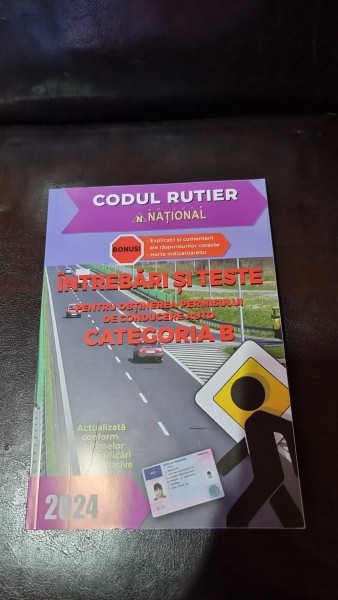 CODUL RUTIER
NAȚIONAL
BONUS!
- Explicații și comentarii
ale răspunsurilor corecte
- Harta indicatoarelor
ÎNTREBĂRI ȘI TESTE
PENTRU OBȚINEREA PERMISULUI
DE CONDUCERE AUTO
CATEGORIA B
Actualizată
conform
2024